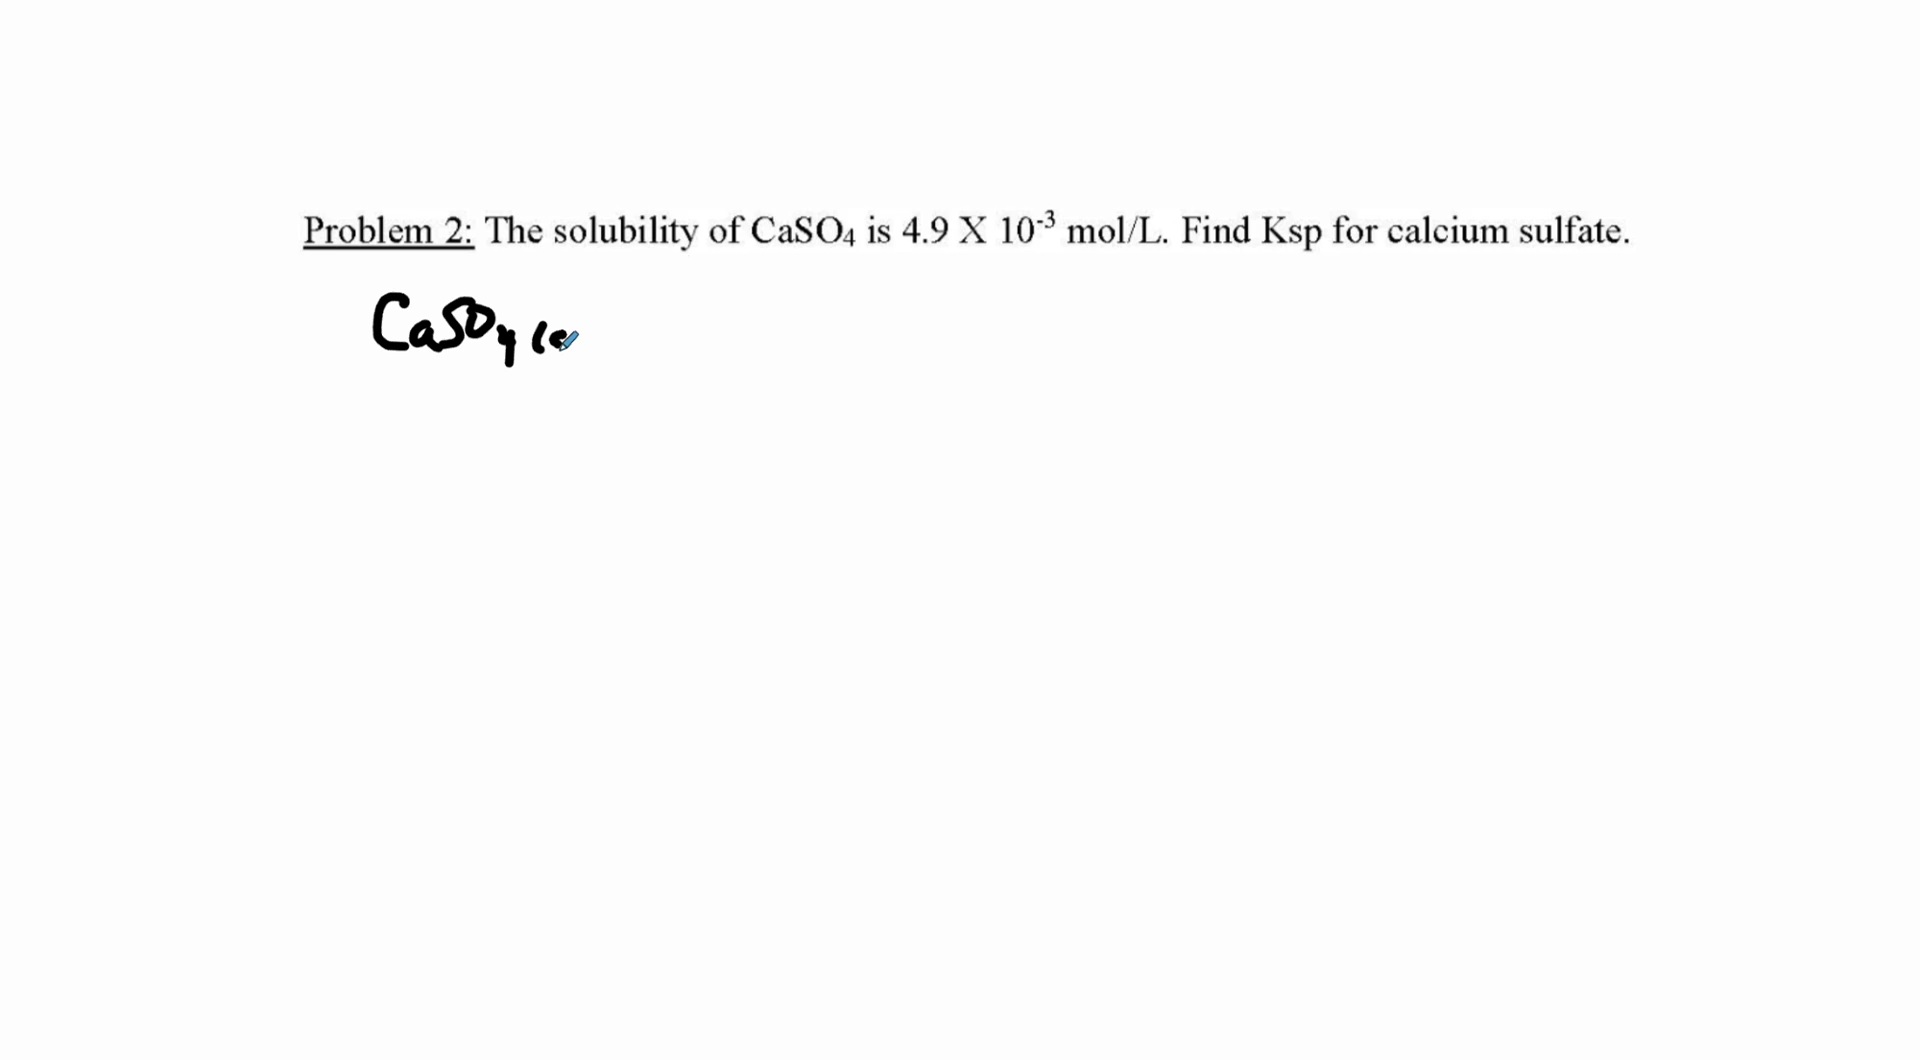 Problem 2: The solubility of CaSO₄ is 4.9 X 10⁻³ mol/L. Find Ksp for calcium sulfate.
CaSO₄ (